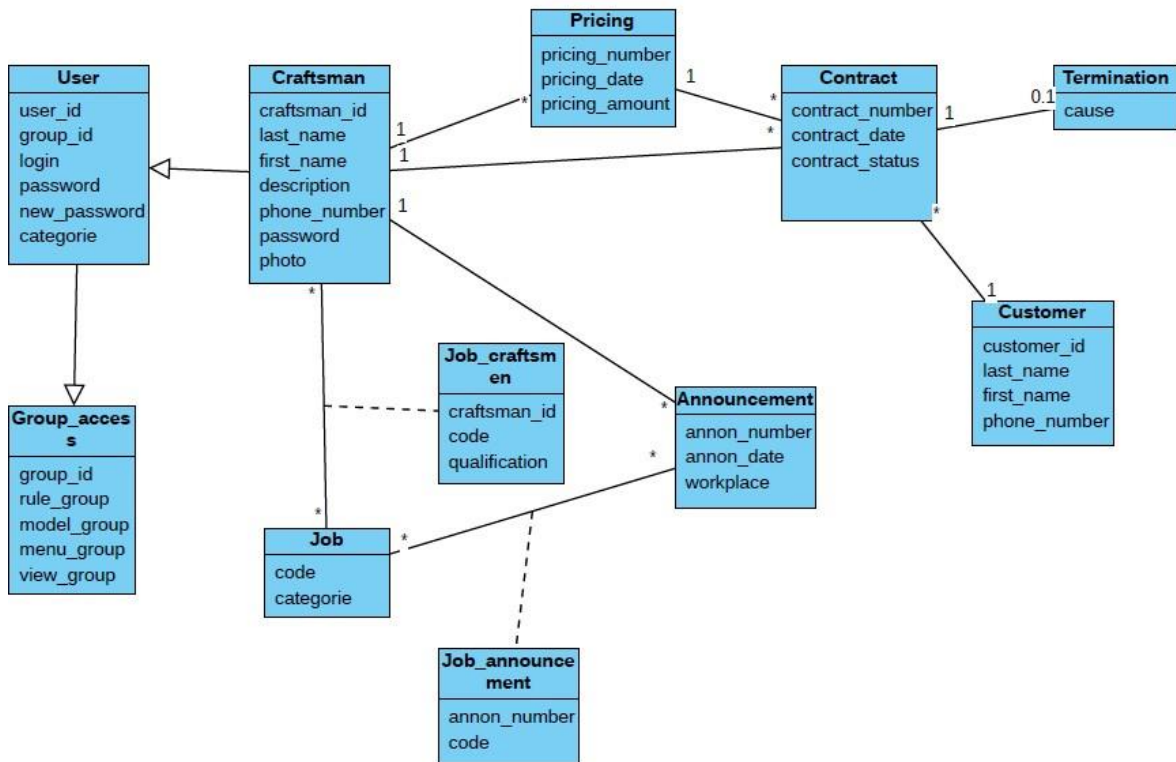 Pricing
pricing_number
pricing_date
pricing_amount
User
user_id
group_id
login
password
new_password
categorie
Craftsman
craftsman_id
last_name
first_name
description
phone_number
password
photo
Contract
contract_number
contract_date
contract_status
Termination
cause
1
*
1
*
1
*
1
0.1
1
*
*
1
Customer
customer_id
last_name
first_name
phone_number
*
*
Job_craftsm
en
craftsman_id
code
qualification
Announcement
annon_number
annon_date
workplace
*
*
Group_acces
s
group_id
rule_group
model_group
menu_group
view_group
Job
code
categorie
Job_announce
ment
annon_number
code